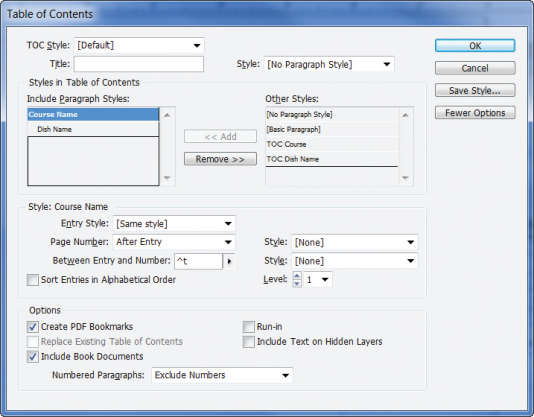 Table of Contents
TOC Style: [Default]
OK
Title:
Style: [No Paragraph Style]
Cancel
Styles in Table of Contents
Save Style...
Include Paragraph Styles:
Other Styles:
Fewer Options
Course Name
[No Paragraph Style]
Dish Name
[Basic Paragraph]
<< Add
TOC Course
Remove >>
TOC Dish Name
Style: Course Name
Entry Style: [Same style]
Page Number: After Entry
Style: [None]
Between Entry and Number: ^t
Style: [None]
Sort Entries in Alphabetical Order
Level: 1
Options
Create PDF Bookmarks
Run-in
Replace Existing Table of Contents
Include Text on Hidden Layers
Include Book Documents
Numbered Paragraphs: Exclude Numbers